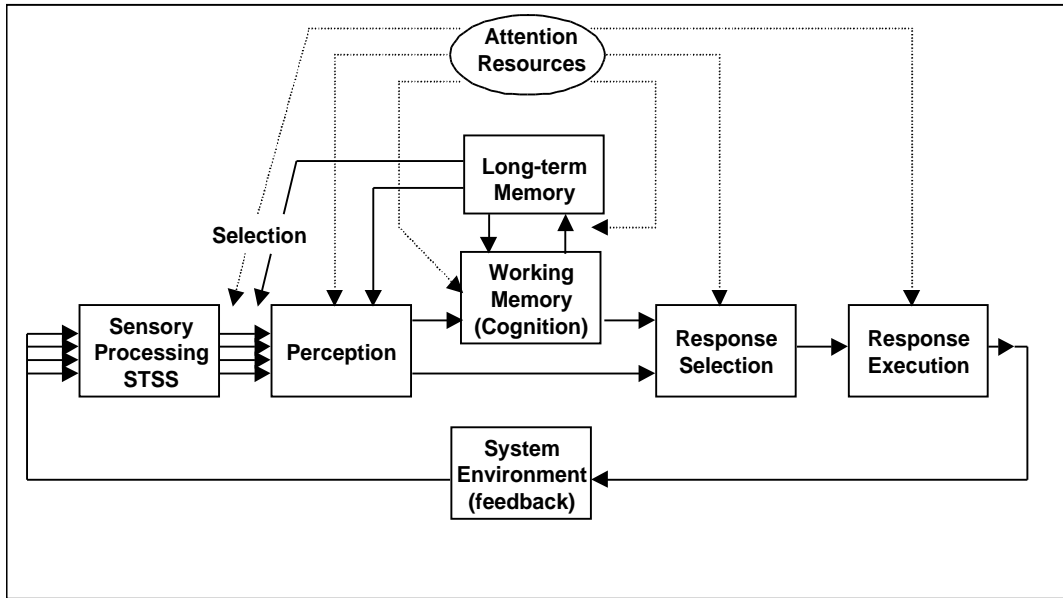 Attention
Resources
Long-term
Memory
Selection
Working
Memory
(Cognition)
Sensory
Processing
STSS
Perception
Response
Selection
Response
Execution
System
Environment
(feedback)